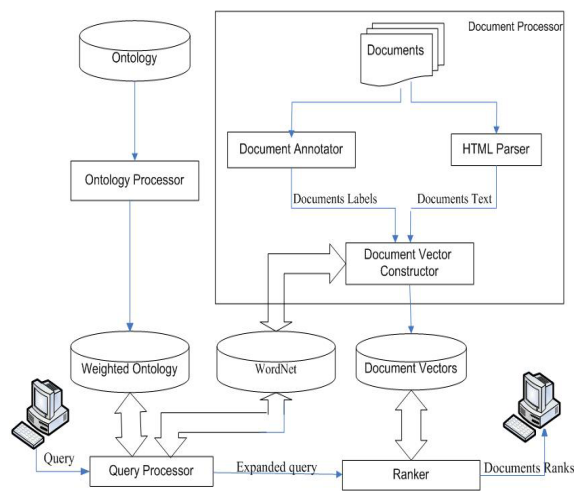 Document Processor
Ontology
Documents
Document Annotator
HTML Parser
Ontology Processor
Documents Labels
Documents Text
Document Vector
Constructor
Weighted Ontology
WordNet
Document Vectors
Query
Query Processor
Expanded query
Ranker
Documents Ranks